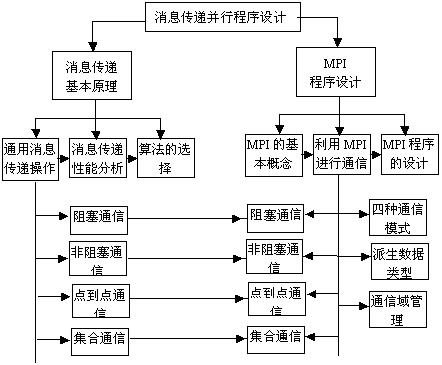 消息传递并行程序设计
消息传递
基本原理
MPI
程序设计
通用消息
传递操作
消息传递
性能分析
算法的选
择
MPI 的基
本概念
利用 MPI
进行通信
MPI 程序
的设计
阻塞通信
阻塞通信
四种通信
模式
非阻塞通
信
非阻塞通
信
派生数据
类型
点到点通
信
点到点通
信
通信域管
理
集合通信
集合通信